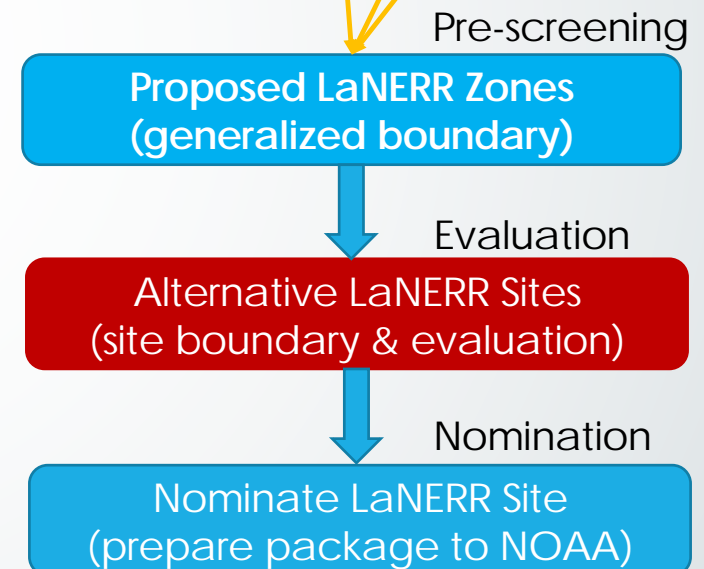 Pre-screening
Proposed LaNERR Zones
(generalized boundary)
Evaluation
Alternative LaNERR Sites
(site boundary & evaluation)
Nomination
Nominate LaNERR Site
(prepare package to NOAA)